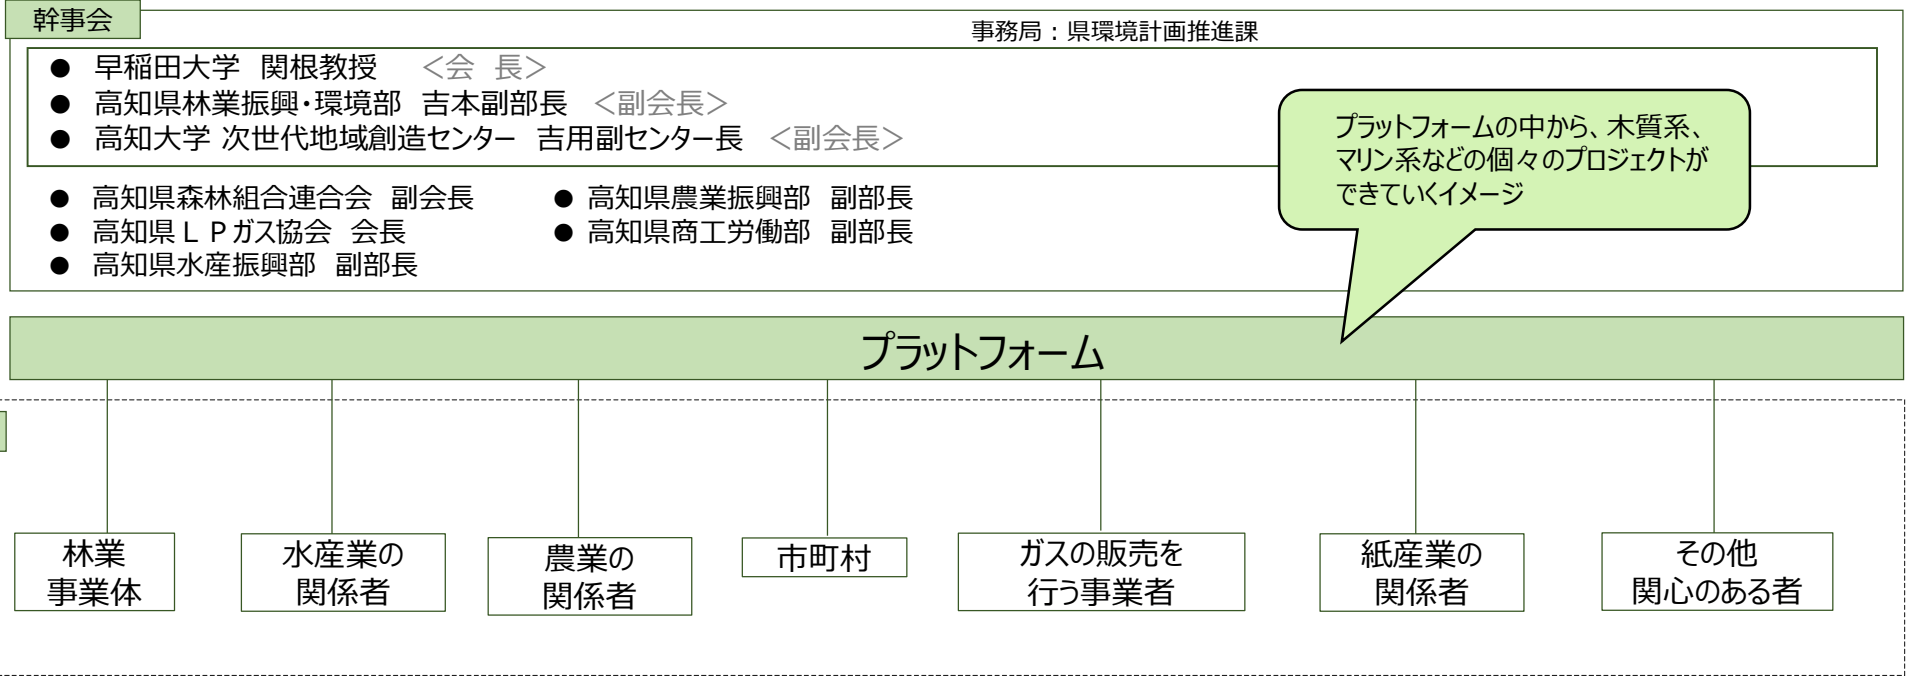 幹事会
事務局：県環境計画推進課
● 早稲田大学 関根教授 ＜会 長＞
● 高知県林業振興・環境部 吉本副部長 ＜副会長＞
● 高知大学 次世代地域創造センター 吉用副センター長 ＜副会長＞
● 高知県森林組合連合会 副会長
● 高知県ＬＰガス協会 会長
● 高知県水産振興部 副部長
● 高知県農業振興部 副部長
● 高知県商工労働部 副部長
プラットフォームの中から、木質系、
マリン系などの個々のプロジェクトが
できていくイメージ
プラットフォーム
林業
事業体
水産業の
関係者
農業の
関係者
市町村
ガスの販売を
行う事業者
紙産業の
関係者
その他
関心のある者